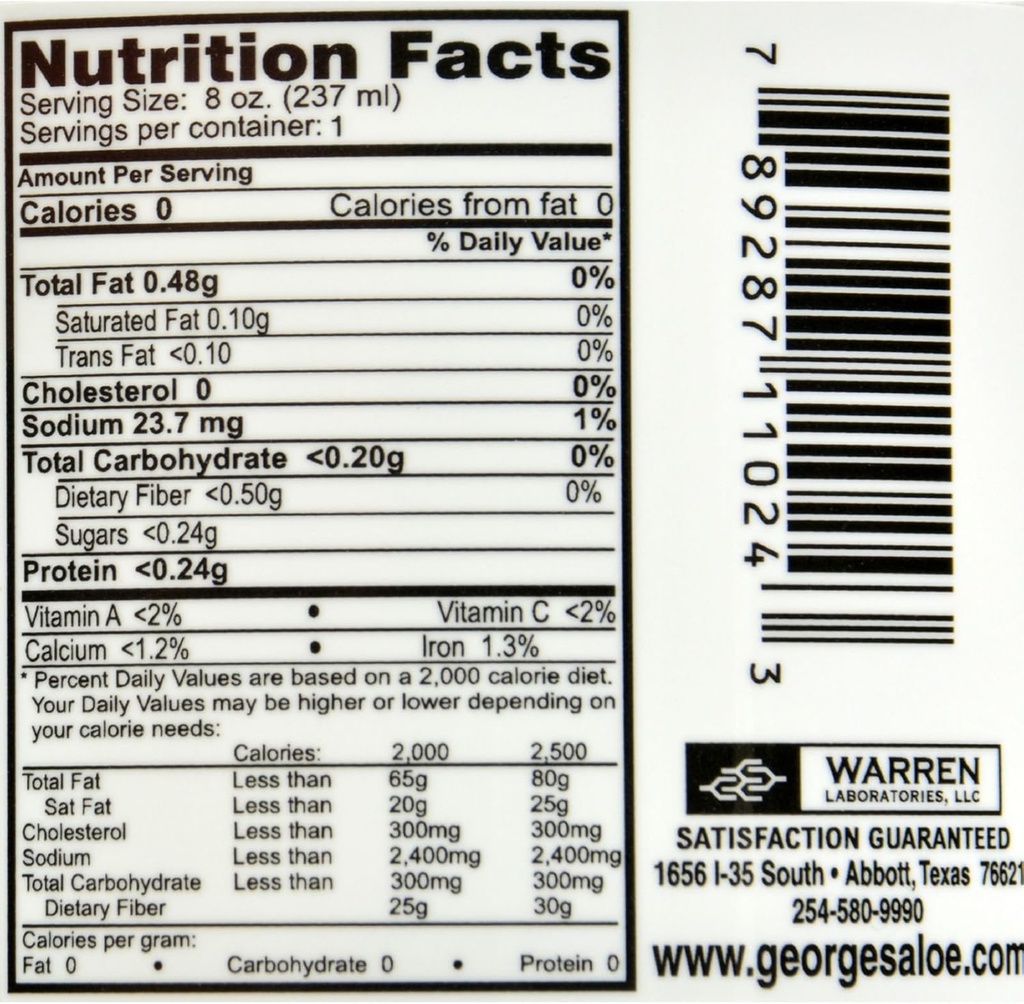 Nutrition Facts
Serving Size: 8 oz. (237 ml)
Servings per container: 1
Amount Per Serving
Calories 0 Calories from fat 0
% Daily Value*
Total Fat 0.48g 0%
Saturated Fat 0.10g 0%
Trans Fat <0.10 0%
Cholesterol 0 0%
Sodium 23.7 mg 1%
Total Carbohydrate <0.20g 0%
Dietary Fiber <0.50g 0%
Sugars <0.24g
Protein <0.24g
Vitamin A <2% • Vitamin C <2%
Calcium <1.2% • Iron 1.3%
* Percent Daily Values are based on a 2,000 calorie diet.
Your Daily Values may be higher or lower depending on
your calorie needs:
Calories: 2,000 2,500
Total Fat Less than 65g 80g
Sat Fat Less than 20g 25g
Cholesterol Less than 300mg 300mg
Sodium Less than 2,400mg 2,400mg
Total Carbohydrate Less than 300mg 300mg
Dietary Fiber 25g 30g
Calories per gram:
Fat 0 • Carbohydrate 0 • Protein 0
7 89287 11024 3
WARREN
LABORATORIES, LLC
SATISFACTION GUARANTEED
1656 I-35 South • Abbott, Texas 76621
254-580-9990
www.georgesaloe.com